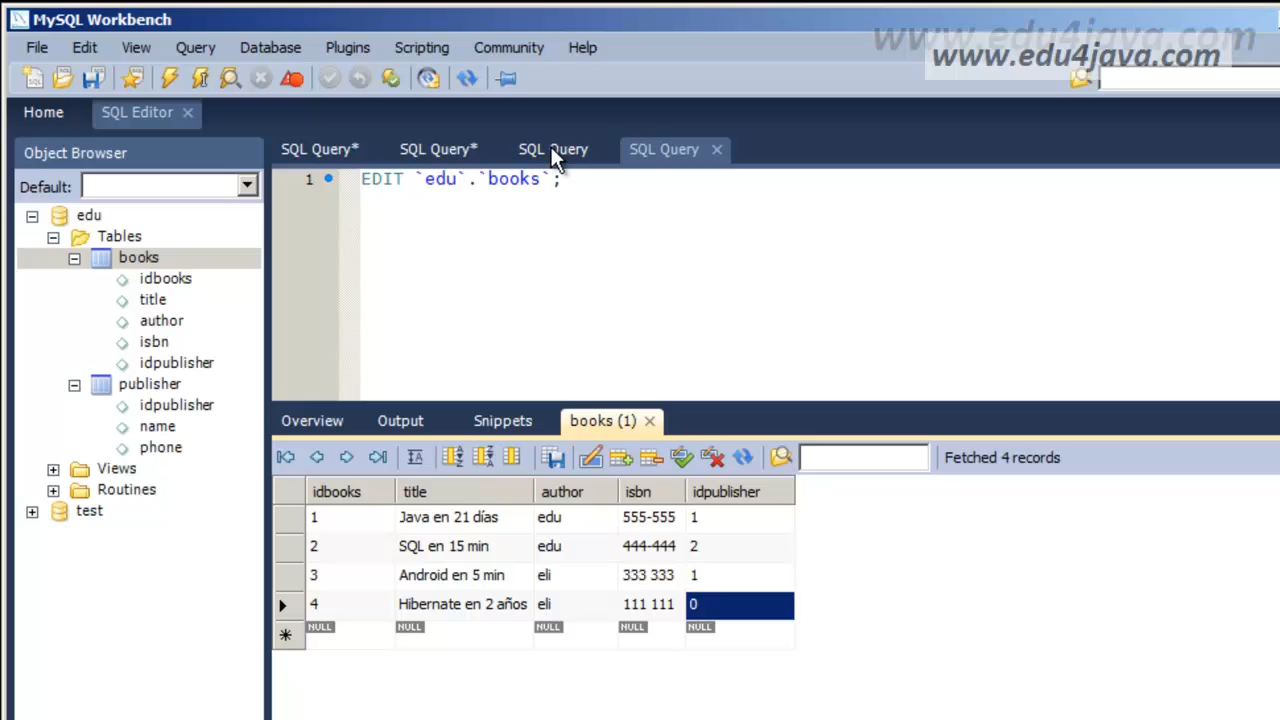 MySQL Workbench
www.edu4java.com
www.edu4java.com
File Edit View Query Database Plugins Scripting Community Help
Home SQL Editor
Object Browser
SQL Query* SQL Query* SQL Query SQL Query
Default:
1 EDIT `edu`.`books`;
edu
Tables
books
idbooks
title
author
isbn
idpublisher
publisher
idpublisher
name
phone
Views
Routines
test
Overview Output Snippets books (1)
Fetched 4 records
idbooks title author isbn idpublisher
1 Java en 21 días edu 555-555 1
2 SQL en 15 min edu 444-444 2
3 Android en 5 min eli 333 333 1
4 Hibernate en 2 años eli 111 111 0
NULL NULL NULL NULL NULL